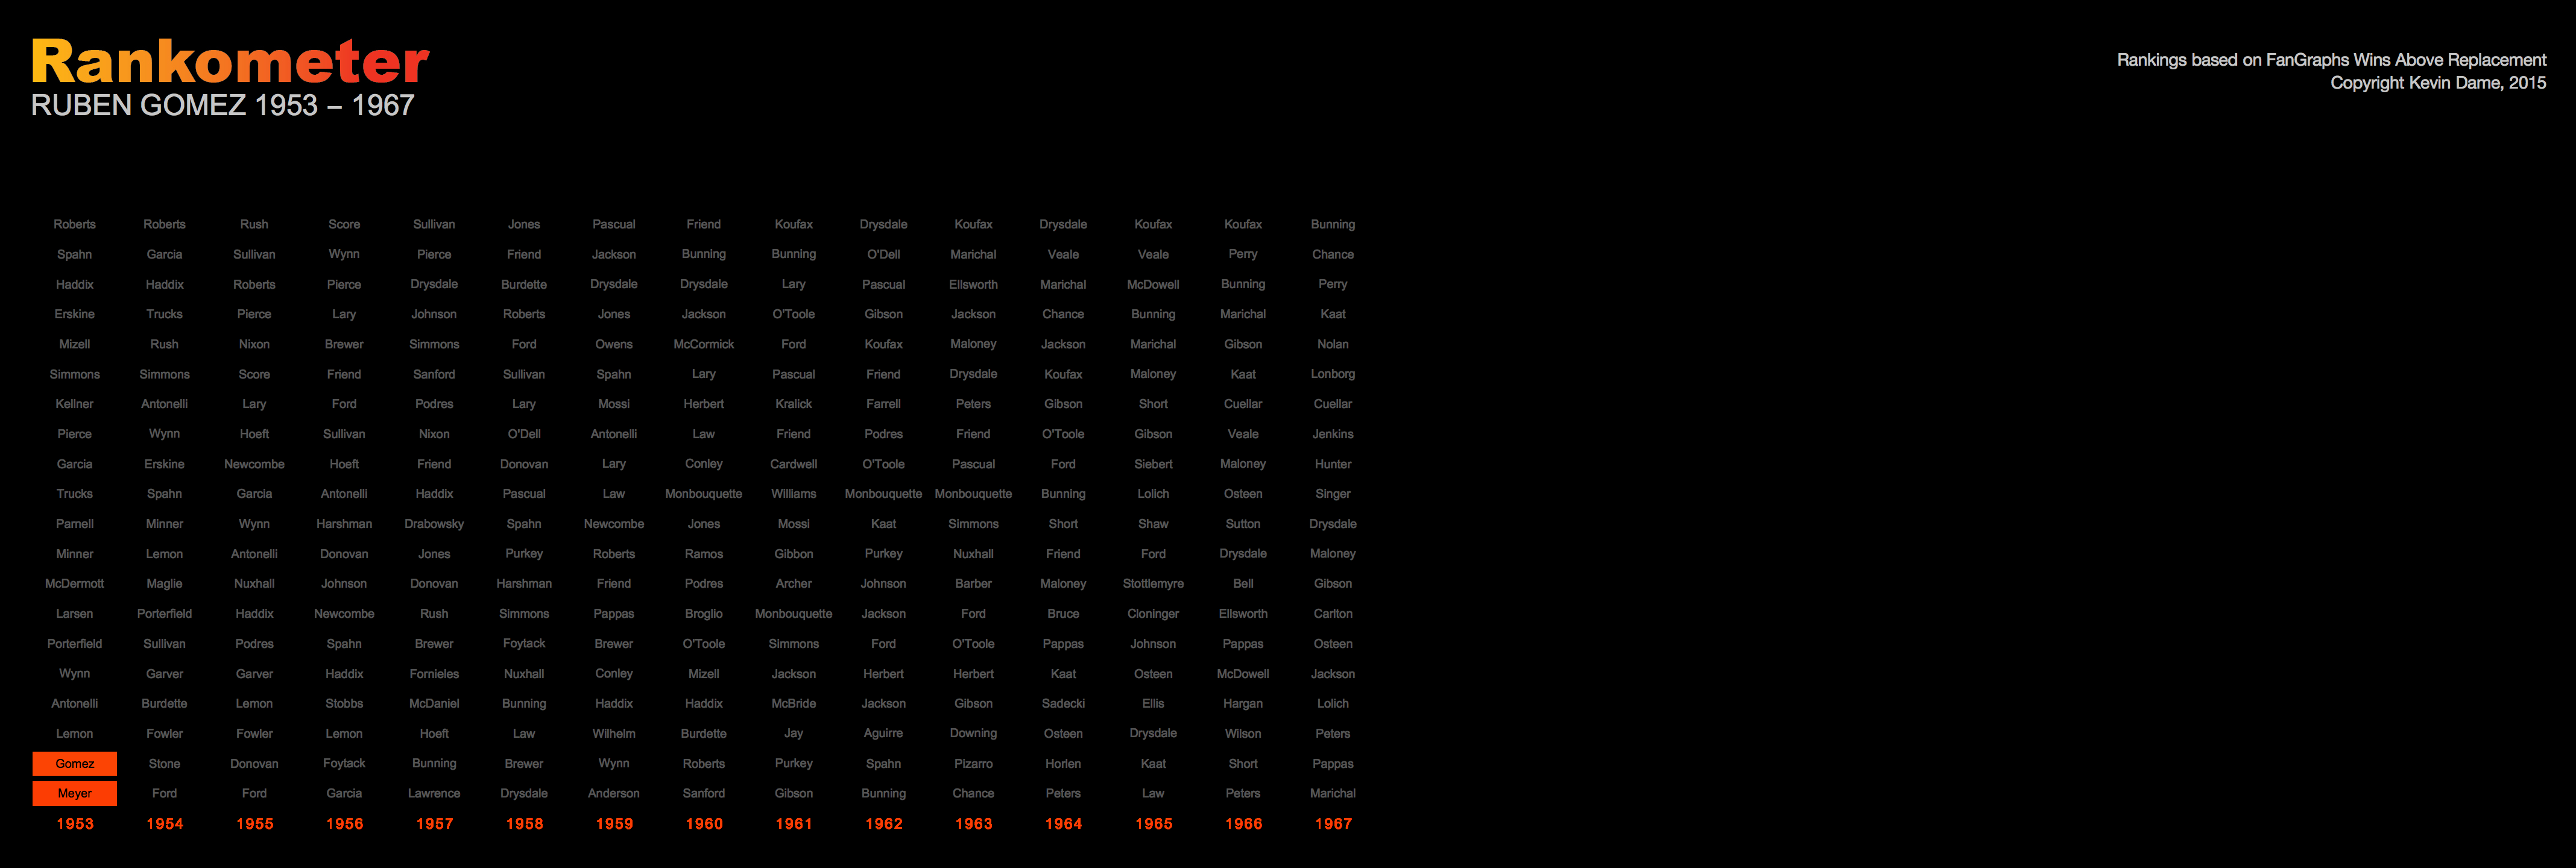 Rankometer
RUBEN GOMEZ 1953 – 1967
Rankings based on FanGraphs Wins Above Replacement
Copyright Kevin Dame, 2015
Roberts Roberts Rush Score Sullivan Jones Pascual Friend Koufax Drysdale Koufax Drysdale Koufax Koufax Bunning
Spahn Garcia Sullivan Wynn Pierce Friend Jackson Bunning Bunning O'Dell Marichal Veale Veale Perry Chance
Haddix Haddix Roberts Pierce Drysdale Burdette Drysdale Drysdale Lary Pascual Ellsworth Marichal McDowell Bunning Perry
Erskine Trucks Pierce Lary Johnson Roberts Jones Jackson O'Toole Gibson Jackson Chance Bunning Marichal Kaat
Mizell Rush Nixon Brewer Simmons Ford Owens McCormick Ford Koufax Maloney Jackson Marichal Gibson Nolan
Simmons Simmons Score Friend Sanford Sullivan Spahn Lary Pascual Friend Drysdale Koufax Maloney Kaat Lonborg
Kellner Antonelli Lary Ford Podres Lary Mossi Herbert Kralick Farrell Peters Gibson Short Cuellar Cuellar
Pierce Wynn Hoeft Sullivan Nixon O'Dell Antonelli Law Friend Podres Friend O'Toole Gibson Veale Jenkins
Garcia Erskine Newcombe Hoeft Friend Donovan Lary Conley Cardwell O'Toole Pascual Ford Siebert Maloney Hunter
Trucks Spahn Garcia Antonelli Haddix Pascual Law Monbouquette Williams Monbouquette Monbouquette Bunning Lolich Osteen Singer
Parnell Minner Wynn Harshman Drabowsky Spahn Newcombe Jones Mossi Kaat Simmons Short Shaw Sutton Drysdale
Minner Lemon Antonelli Donovan Jones Purkey Roberts Ramos Gibbon Purkey Nuxhall Friend Ford Drysdale Maloney
McDermott Maglie Nuxhall Johnson Donovan Harshman Friend Podres Archer Johnson Barber Maloney Stottlemyre Bell Gibson
Larsen Porterfield Haddix Newcombe Rush Simmons Pappas Broglio Monbouquette Jackson Ford Bruce Cloninger Ellsworth Carlton
Porterfield Sullivan Podres Spahn Brewer Foytack Brewer O'Toole Simmons Ford O'Toole Pappas Johnson Pappas Osteen
Wynn Garver Garver Haddix Fornieles Nuxhall Conley Mizell Jackson Herbert Herbert Kaat Osteen McDowell Jackson
Antonelli Burdette Lemon Stobbs McDaniel Bunning Haddix Haddix McBride Jackson Gibson Sadecki Ellis Hargan Lolich
Lemon Fowler Fowler Lemon Hoeft Law Wilhelm Burdette Jay Aguirre Downing Osteen Drysdale Wilson Peters
Gomez Stone Donovan Foytack Bunning Brewer Wynn Roberts Purkey Spahn Pizarro Horlen Kaat Short Pappas
Meyer Ford Ford Garcia Lawrence Drysdale Anderson Sanford Gibson Bunning Chance Peters Law Peters Marichal
1953 1954 1955 1956 1957 1958 1959 1960 1961 1962 1963 1964 1965 1966 1967